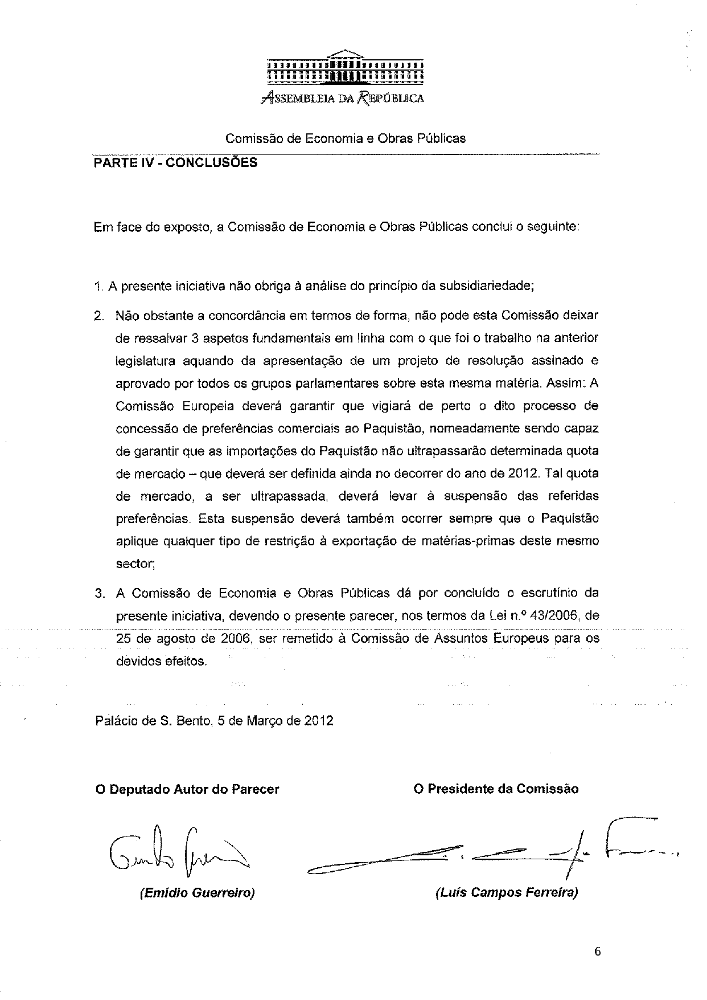 ASSEMBLEIA DA REPÚBLICA
Comissão de Economia e Obras Públicas
PARTE IV - CONCLUSÕES
Em face do exposto, a Comissão de Economia e Obras Públicas conclui o seguinte:
1. A presente iniciativa não obriga à análise do princípio da subsidiariedade;
2. Não obstante a concordância em termos de forma, não pode esta Comissão deixar
de ressalvar 3 aspetos fundamentais em linha com o que foi o trabalho na anterior
legislatura aquando da apresentação de um projeto de resolução assinado e
aprovado por todos os grupos parlamentares sobre esta mesma matéria. Assim: A
Comissão Europeia deverá garantir que vigiará de perto o dito processo de
concessão de preferências comerciais ao Paquistão, nomeadamente sendo capaz
de garantir que as importações do Paquistão não ultrapassarão determinada quota
de mercado – que deverá ser definida ainda no decorrer do ano de 2012. Tal quota
de mercado, a ser ultrapassada, deverá levar à suspensão das referidas
preferências. Esta suspensão deverá também ocorrer sempre que o Paquistão
aplique qualquer tipo de restrição à exportação de matérias-primas deste mesmo
sector;
3. A Comissão de Economia e Obras Públicas dá por concluído o escrutínio da
presente iniciativa, devendo o presente parecer, nos termos da Lei n.º 43/2006, de
25 de agosto de 2006, ser remetido à Comissão de Assuntos Europeus para os
devidos efeitos.
Palácio de S. Bento, 5 de Março de 2012
O Deputado Autor do Parecer O Presidente da Comissão
(Emídio Guerreiro) (Luís Campos Ferreira)
6